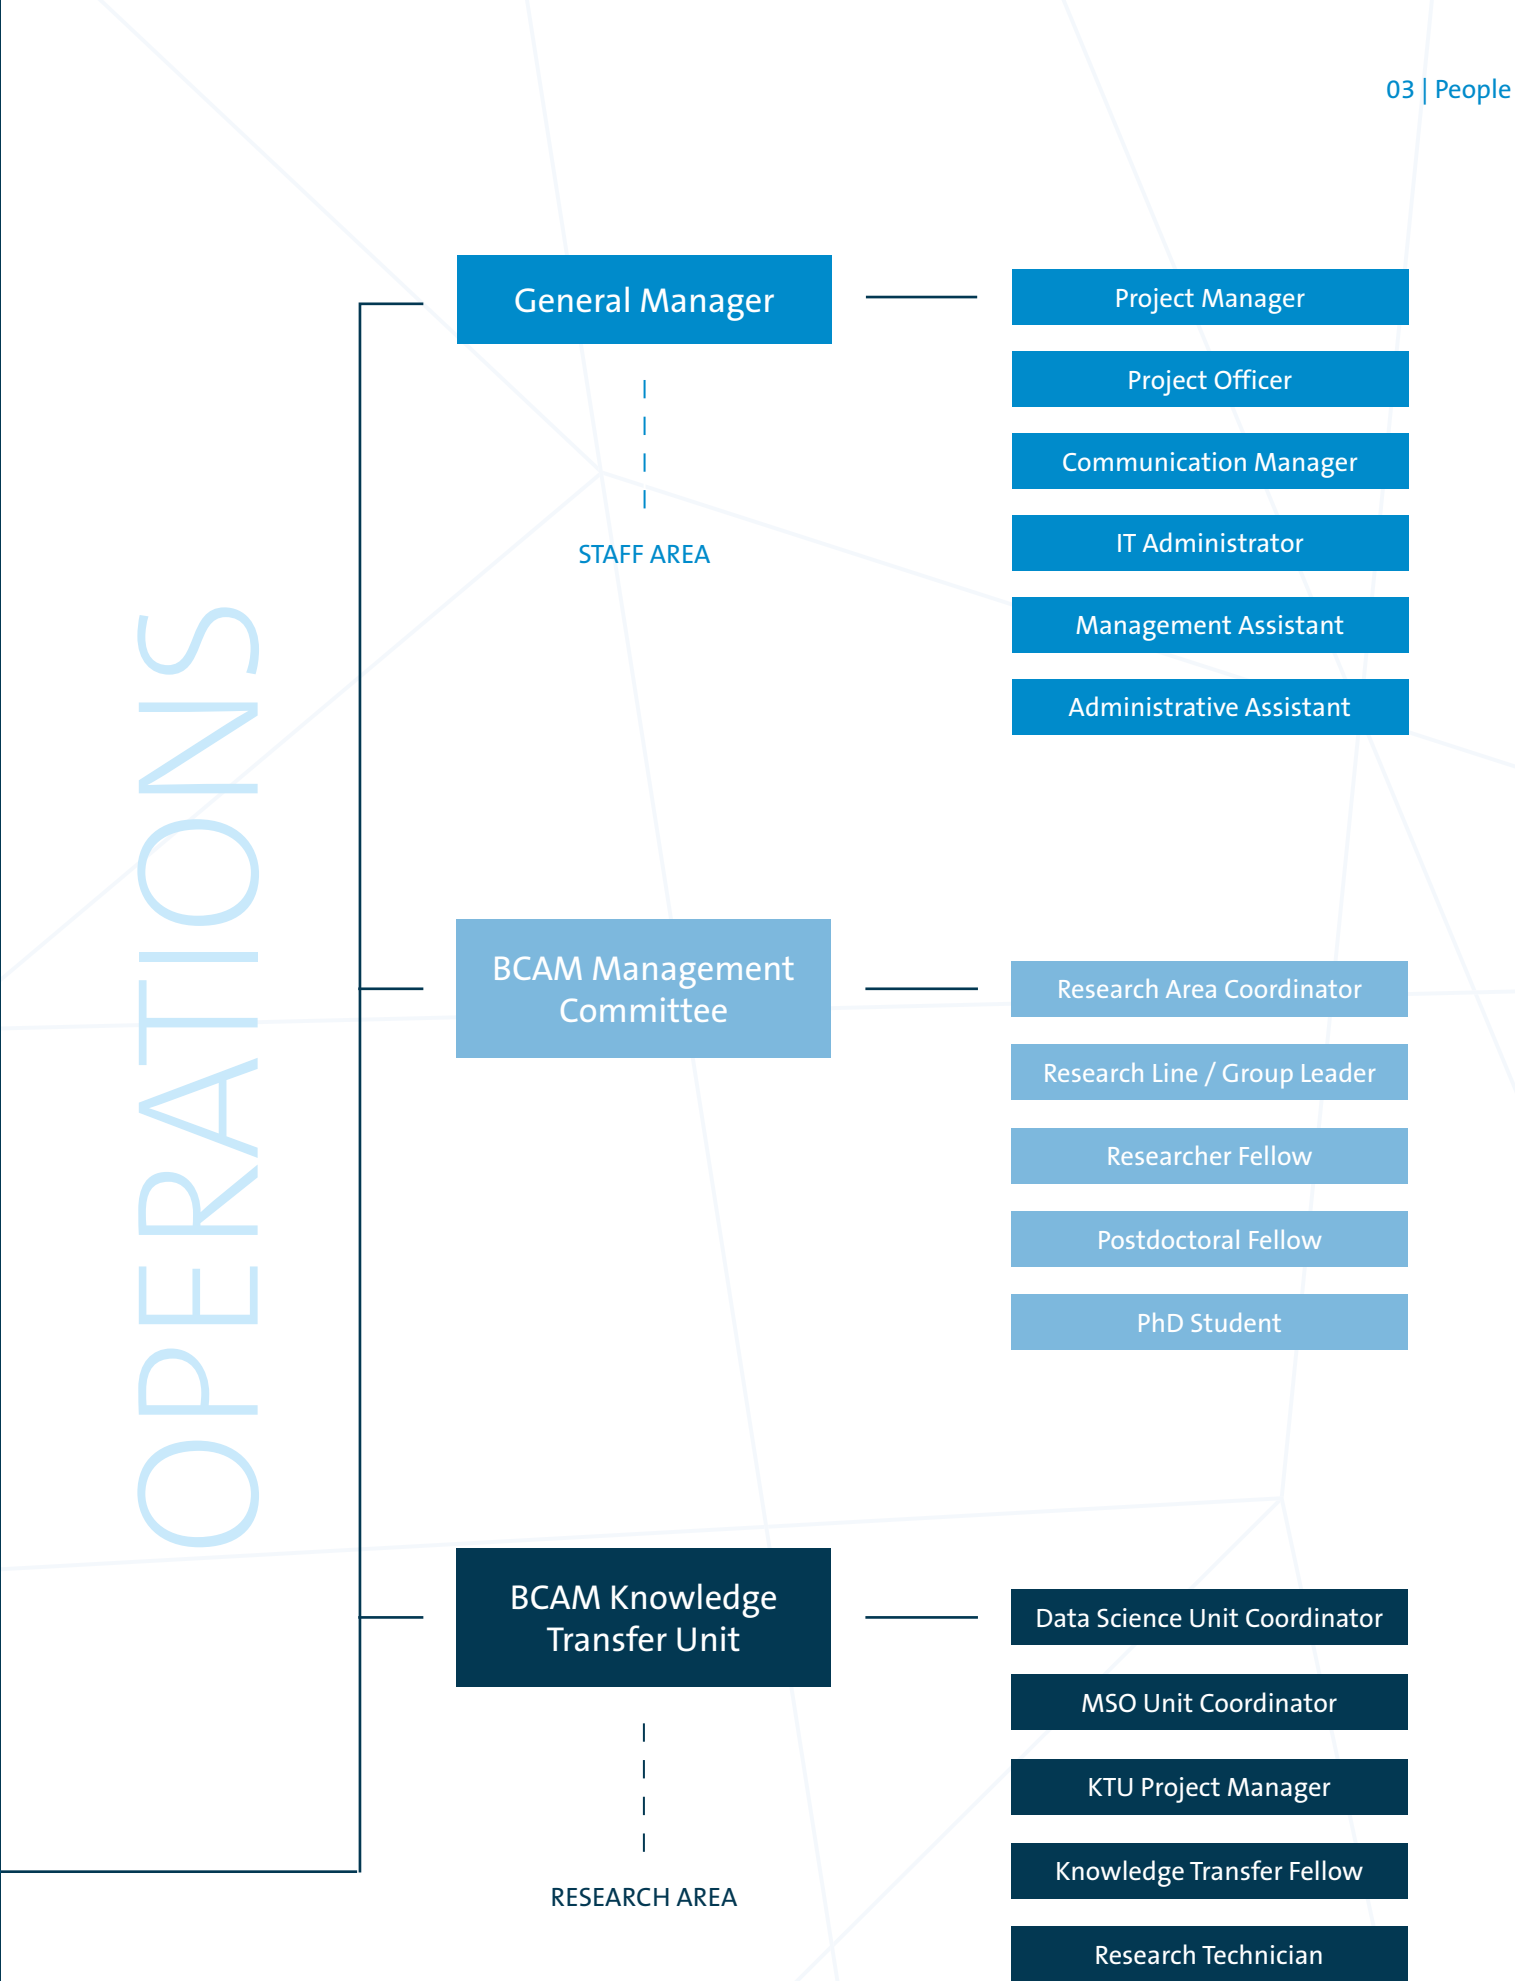 03 | People
OPERATIONS
General Manager
STAFF AREA
Project Manager
Project Officer
Communication Manager
IT Administrator
Management Assistant
Administrative Assistant
BCAM Management
Committee
Research Area Coordinator
Research Line / Group Leader
Researcher Fellow
Postdoctoral Fellow
PhD Student
BCAM Knowledge
Transfer Unit
RESEARCH AREA
Data Science Unit Coordinator
MSO Unit Coordinator
KTU Project Manager
Knowledge Transfer Fellow
Research Technician